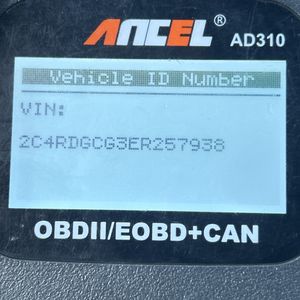 ANCEL®
AD310
Vehicle ID Number
VIN:
2C4RDGCG3ER257938
OBDII/EOBD+CAN